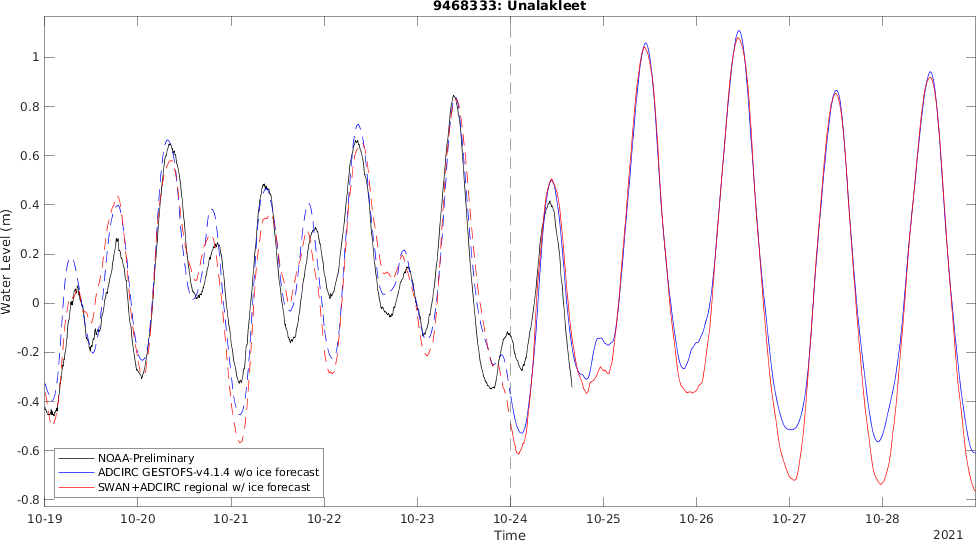 9468333: Unalakleet
1
0.8
0.6
0.4
0.2
0
-0.2
-0.4
-0.6
-0.8
Water Level (m)
NOAA-Preliminary
ADCIRC GESTOFS-v4.1.4 w/o ice forecast
SWAN+ADCIRC regional w/ ice forecast
10-19 10-20 10-21 10-22 10-23 10-24 10-25 10-26 10-27 10-28
Time
2021